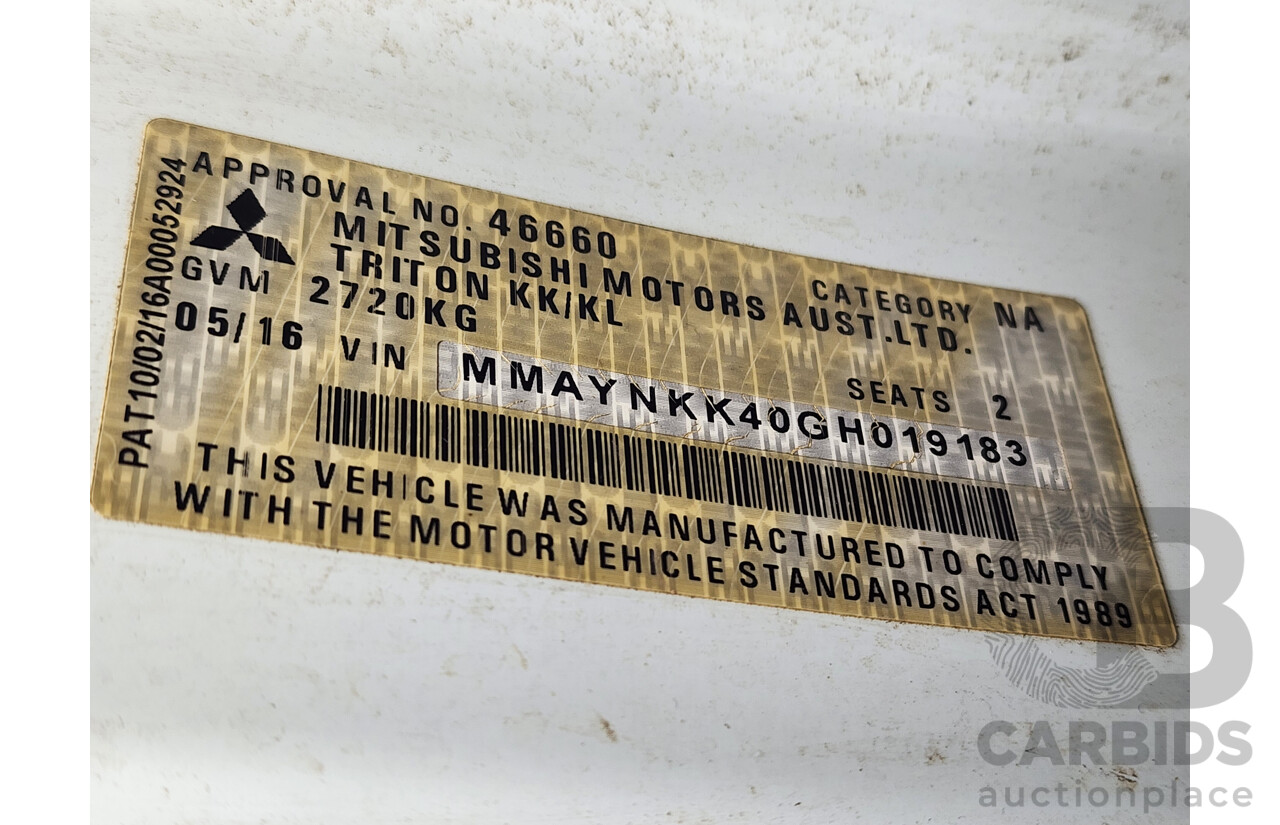 APPROVAL NO. 46660 CATEGORY NA
MITSUBISHI MOTORS AUST.LTD.
TRITON KK/KL
GVM 2720KG SEATS 2
05/16 VIN MMAYNKK40GH019183
THIS VEHICLE WAS MANUFACTURED TO COMPLY
WITH THE MOTOR VEHICLE STANDARDS ACT 1989
PAT10/02/16A00052924
CB
CARBIDS
auctionplace